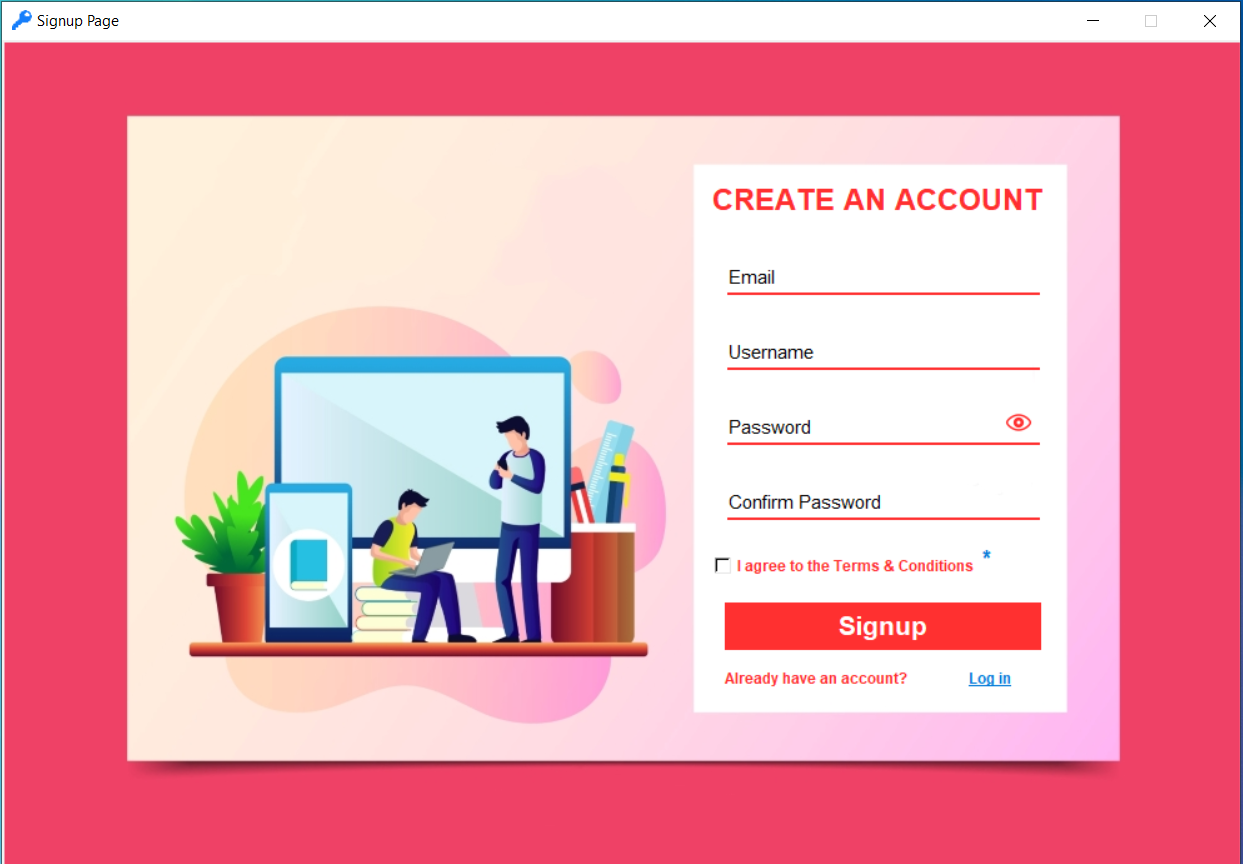 Signup Page
CREATE AN ACCOUNT
Email
Username
Password
Confirm Password
I agree to the Terms & Conditions *
Signup
Already have an account? Log in